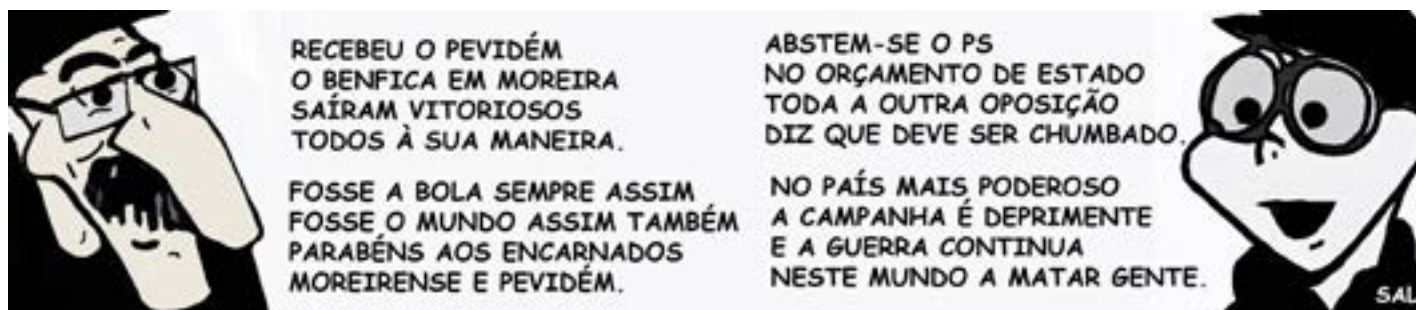 RECEBEU O PEVIDÉM
O BENFICA EM MOREIRA
SAÍRAM VITORIOSOS
TODOS À SUA MANEIRA.
FOSSE A BOLA SEMPRE ASSIM
FOSSE O MUNDO ASSIM TAMBÉM
PARABÉNS AOS ENCARNADOS
MOREIRENSE E PEVIDÉM.
ABSTEM-SE O PS
NO ORÇAMENTO DE ESTADO
TODA A OUTRA OPOSIÇÃO
DIZ QUE DEVE SER CHUMBADO.
NO PAÍS MAIS PODEROSO
A CAMPANHA É DEPRIMENTE
E A GUERRA CONTINUA
NESTE MUNDO A MATAR GENTE.
SAL